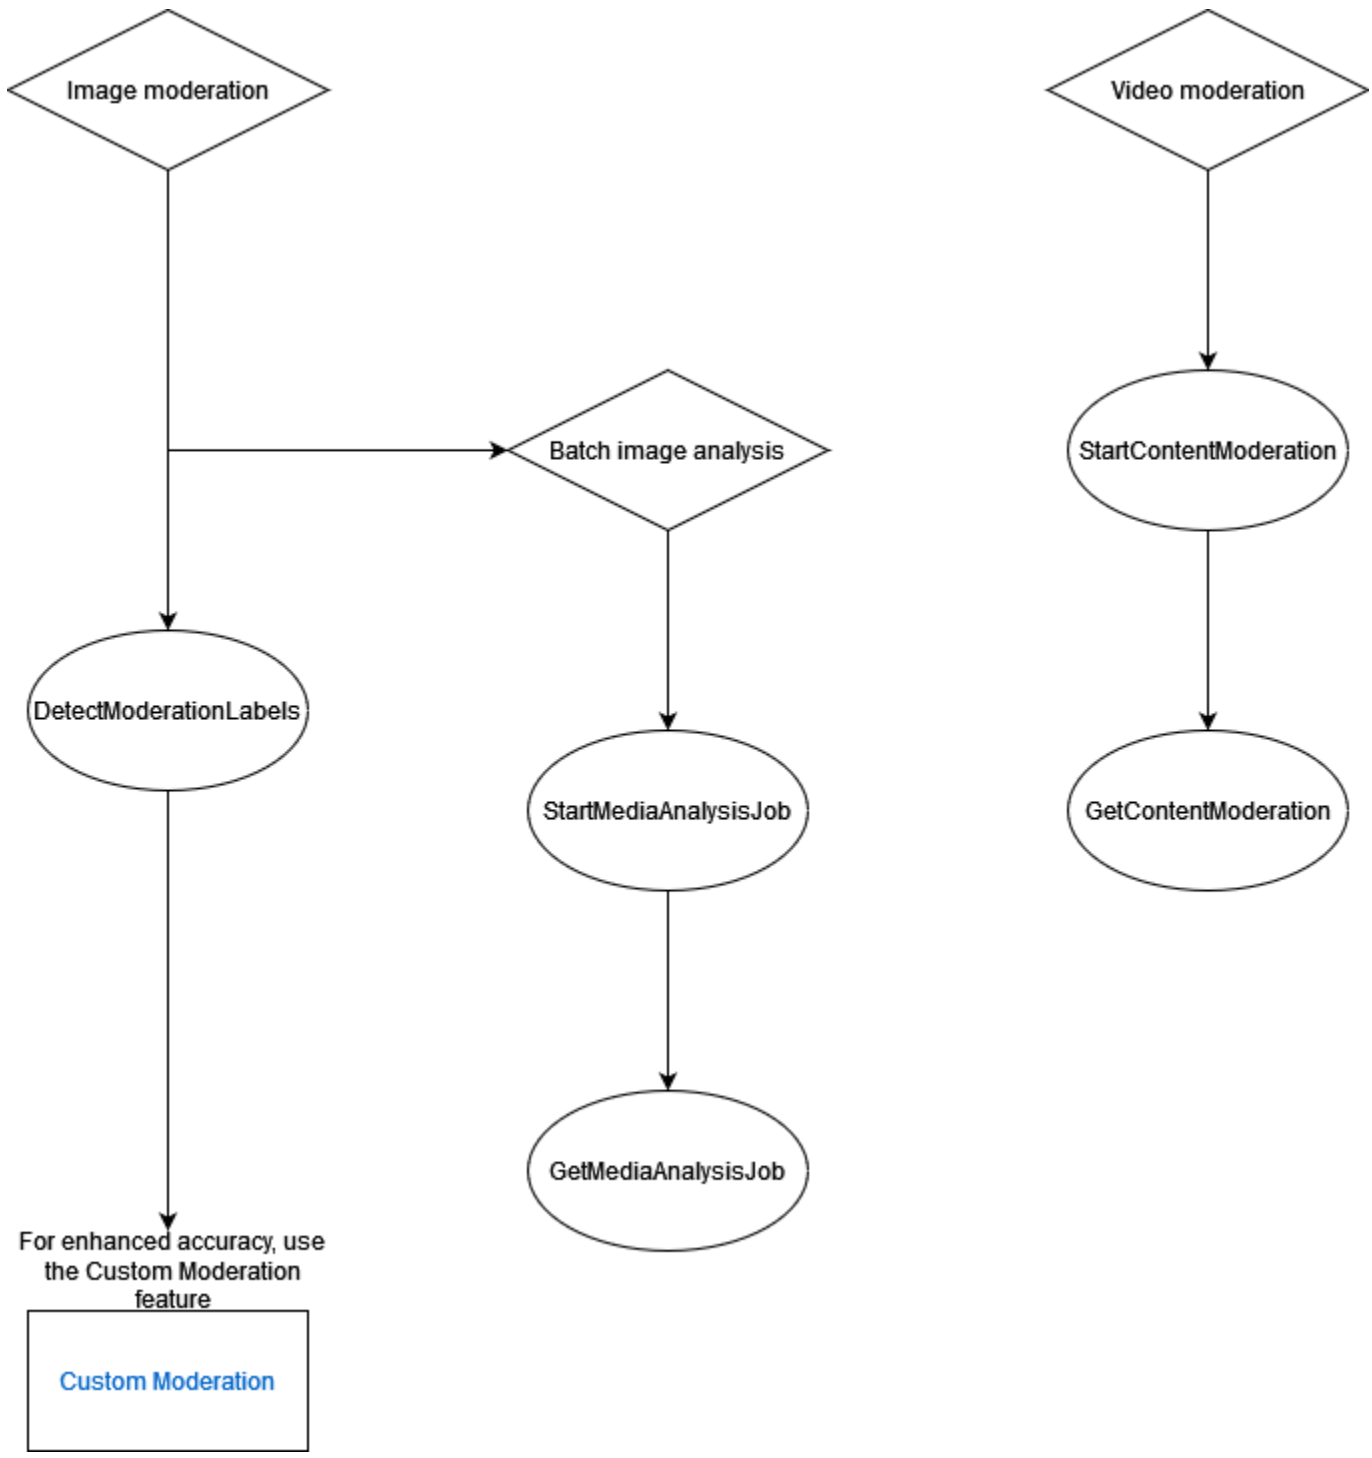 Image moderation
Video moderation
Batch image analysis
StartContentModeration
DetectModerationLabels
StartMediaAnalysisJob
GetContentModeration
GetMediaAnalysisJob
For enhanced accuracy, use
the Custom Moderation
feature
Custom Moderation